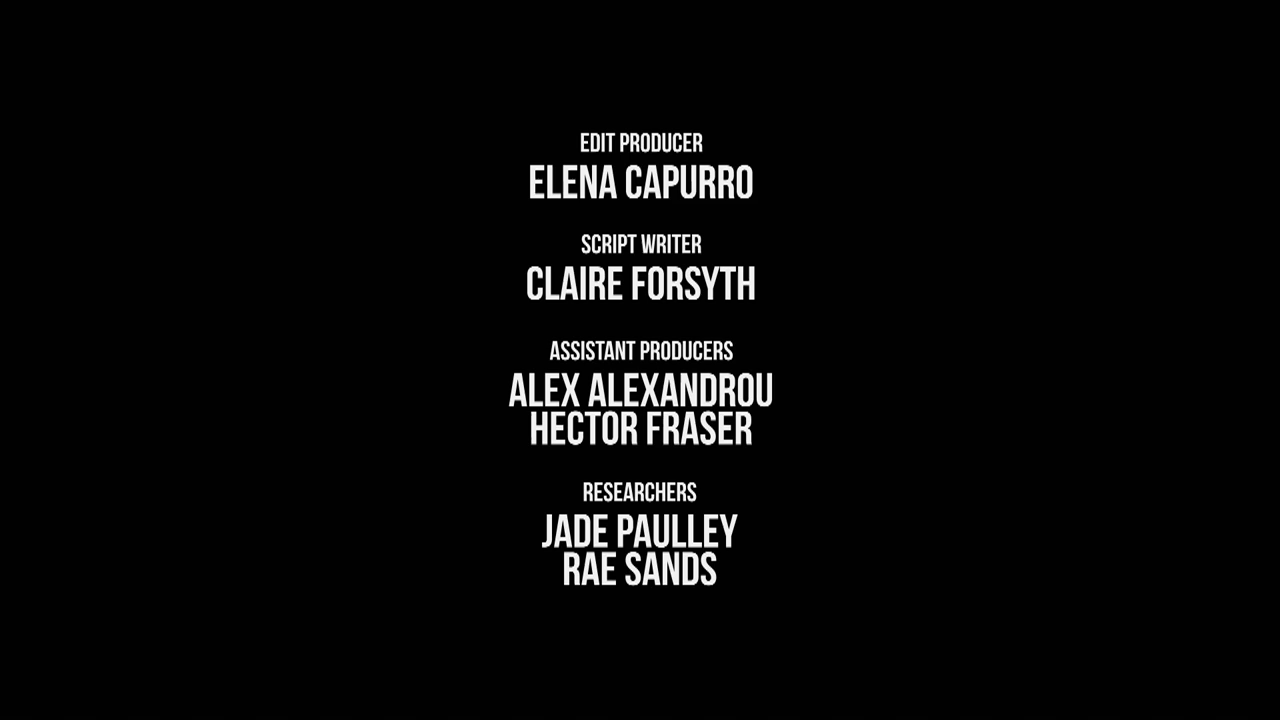 EDIT PRODUCER
ELENA CAPURRO
SCRIPT WRITER
CLAIRE FORSYTH
ASSISTANT PRODUCERS
ALEX ALEXANDROU
HECTOR FRASER
RESEARCHERS
JADE PAULLEY
RAE SANDS